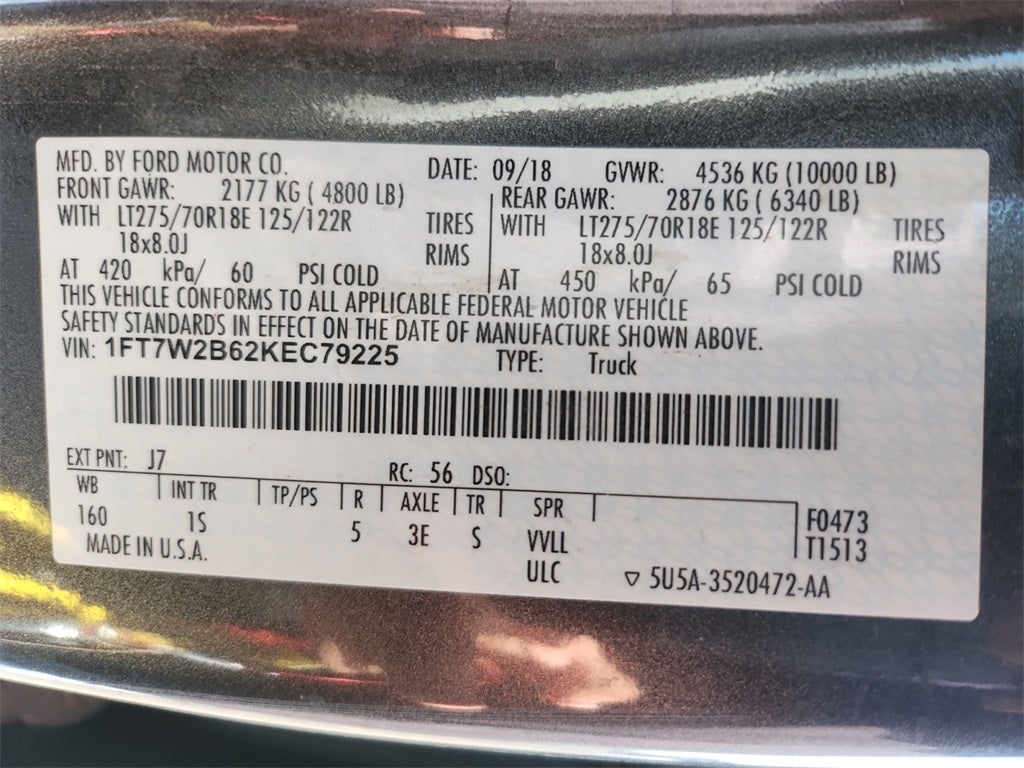 MFD. BY FORD MOTOR CO. DATE: 09/18 GVWR: 4536 KG (10000 LB)
FRONT GAWR: 2177 KG ( 4800 LB) REAR GAWR: 2876 KG ( 6340 LB)
WITH LT275/70R18E 125/122R TIRES WITH LT275/70R18E 125/122R TIRES
18x8.0J RIMS 18x8.0J RIMS
AT 420 kPa/ 60 PSI COLD AT 450 kPa/ 65 PSI COLD
THIS VEHICLE CONFORMS TO ALL APPLICABLE FEDERAL MOTOR VEHICLE
SAFETY STANDARDS IN EFFECT ON THE DATE OF MANUFACTURE SHOWN ABOVE.
VIN: 1FT7W2B62KEC79225 TYPE: Truck
EXT PNT: J7 RC: 56 DSO:
WB INT TR TP/PS R AXLE TR SPR
160 1S 5 3E S VVLL F0473
MADE IN U.S.A. ULC T1513
▽ 5U5A-3520472-AA